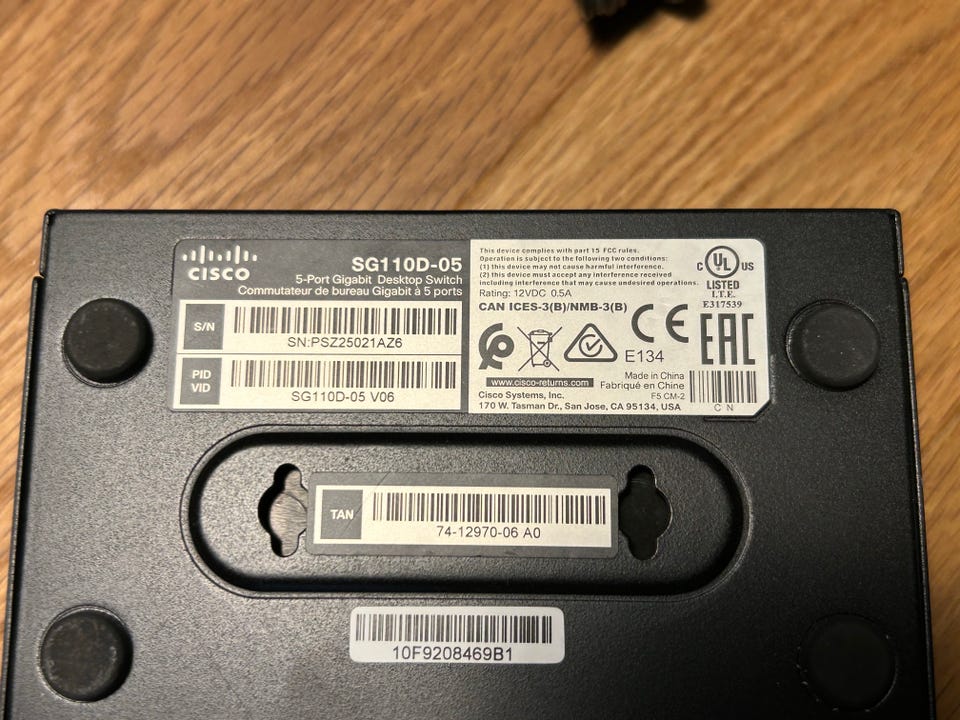 CISCO
SG110D-05
5-Port Gigabit Desktop Switch
Commutateur de bureau Gigabit à 5 ports
S/N
SN:PSZ25021AZ6
PID
VID
SG110D-05 V06
This device complies with part 15 FCC rules.
Operation is subject to the following two conditions:
(1) this device may not cause harmful interference.
(2) this device must accept any interference received
including interference that may cause undesired operations.
Rating: 12VDC 0.5A
CAN ICES-3(B)/NMB-3(B)
C UL US
LISTED
I.T.E.
E317539
CE
EAC
E134
www.cisco-returns.com
Made in China
Fabriqué en Chine
Cisco Systems, Inc.
F5 CM-2
170 W. Tasman Dr., San Jose, CA 95134, USA
C N
TAN
74-12970-06 A0
10F9208469B1